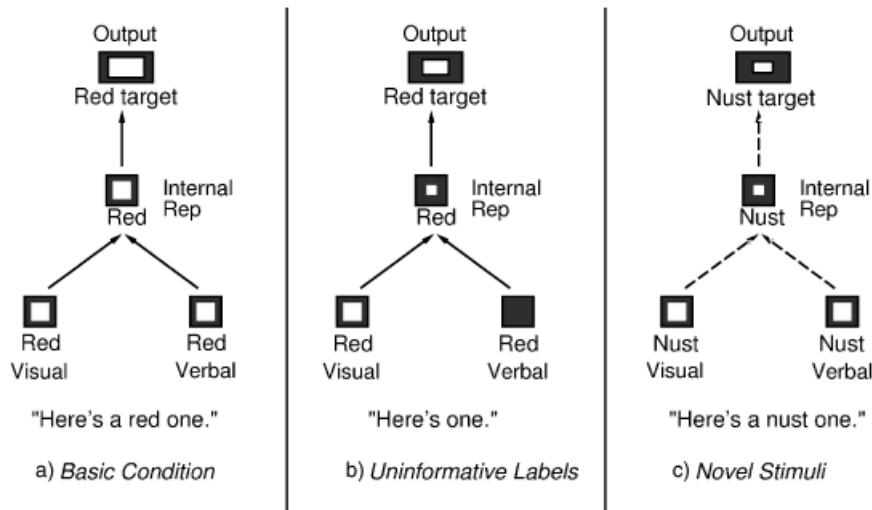 Output
Red target
Internal
Rep
Red
Red
Visual
Red
Verbal
"Here's a red one."
a) Basic Condition
Output
Red target
Internal
Rep
Red
Red
Visual
Red
Verbal
"Here's one."
b) Uninformative Labels
Output
Nust target
Internal
Rep
Nust
Nust
Visual
Nust
Verbal
"Here's a nust one."
c) Novel Stimuli